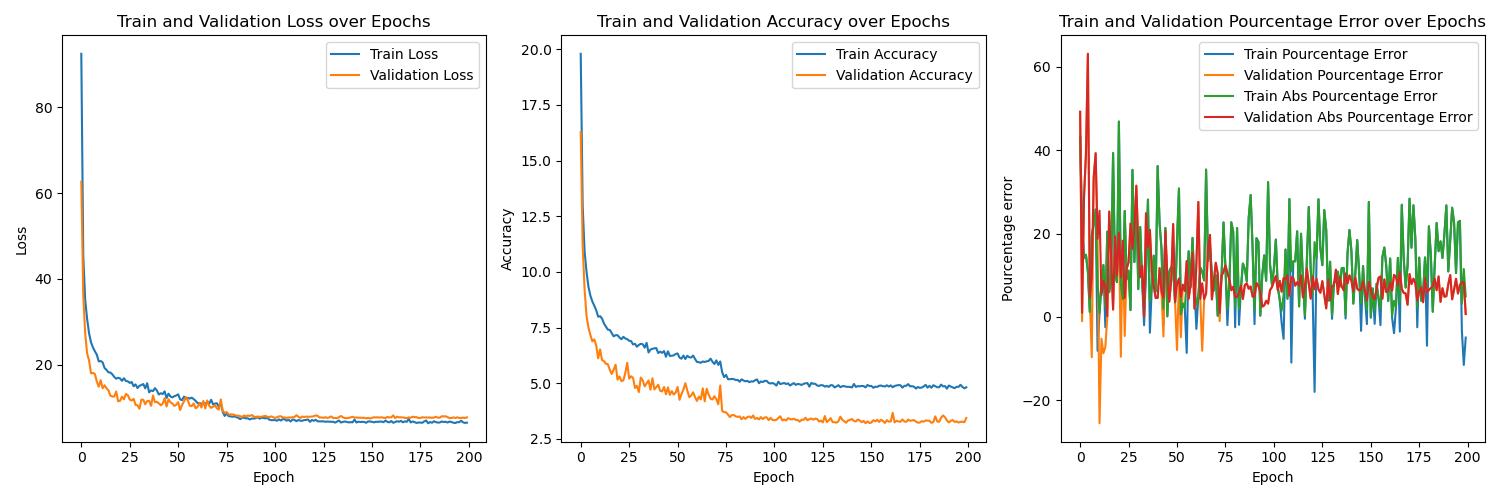 Train and Validation Loss over Epochs
Train Loss
Validation Loss
80
60
40
20
Loss
0 25 50 75 100 125 150 175 200
Epoch
Train and Validation Accuracy over Epochs
Train Accuracy
Validation Accuracy
20.0
17.5
15.0
12.5
10.0
7.5
5.0
2.5
Accuracy
0 25 50 75 100 125 150 175 200
Epoch
Train and Validation Pourcentage Error over Epochs
Train Pourcentage Error
Validation Pourcentage Error
Train Abs Pourcentage Error
Validation Abs Pourcentage Error
60
40
20
0
−20
Pourcentage error
0 25 50 75 100 125 150 175 200
Epoch